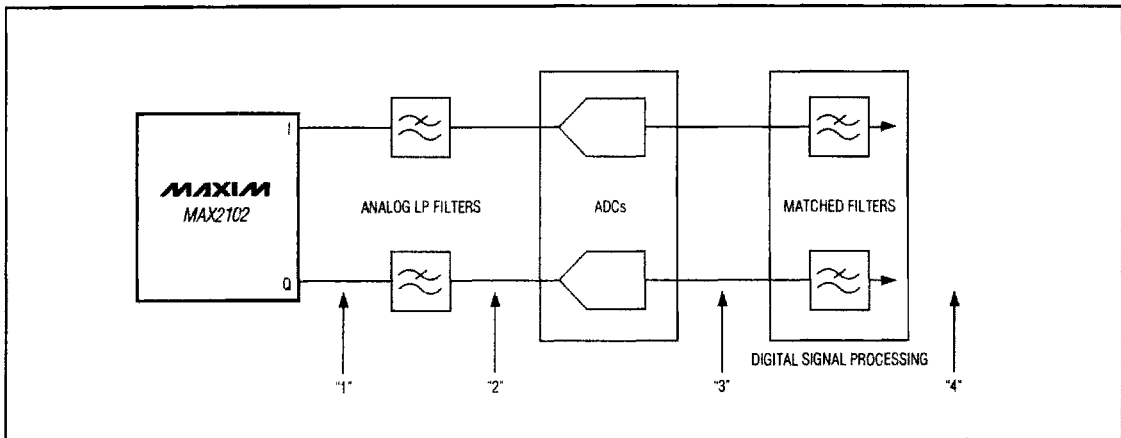 I
MAXIM
MAX2102
ANALOG LP FILTERS
ADCs
MATCHED FILTERS
Q
DIGITAL SIGNAL PROCESSING
"1"
"2"
"3"
"4"